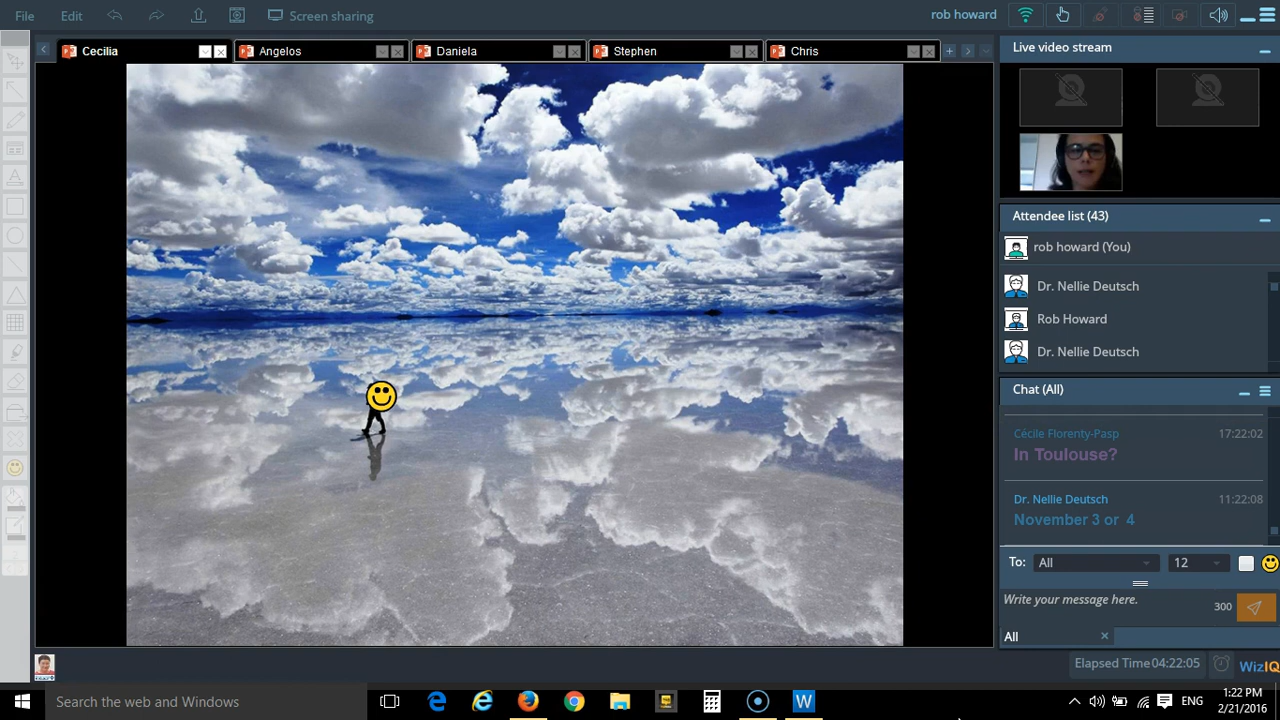 File Edit Screen sharing
rob howard
Cecilia
Angelos
Daniela
Stephen
Chris
Live video stream
Attendee list (43)
rob howard (You)
Dr. Nellie Deutsch
Rob Howard
Dr. Nellie Deutsch
Chat (All)
Cécile Florenty-Pasp 17:22:02
In Toulouse?
Dr. Nellie Deutsch 11:22:08
November 3 or 4
To: All 12
Write your message here. 300
All
Elapsed Time 04:22:05
WizIQ
Search the web and Windows
ENG
1:22 PM
2/21/2016